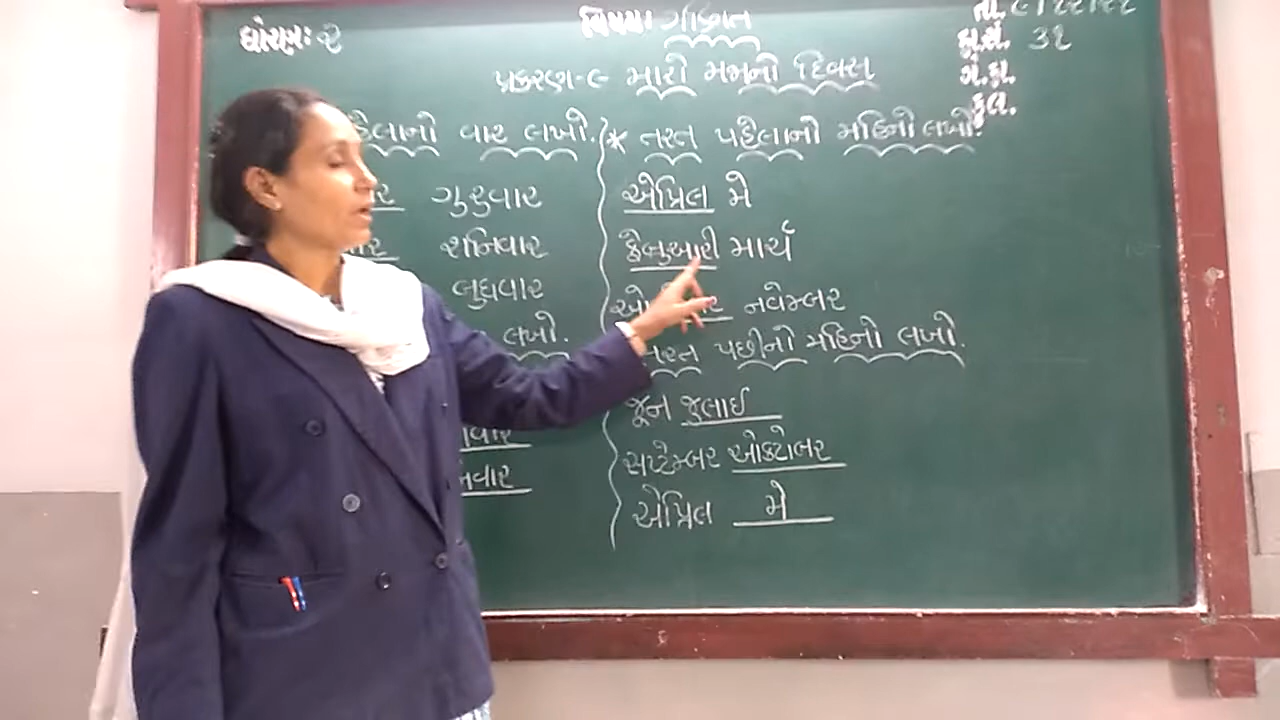 ધોરણ: ૨
વિષય: ગણિત
તા.
કુ.સં. 31
ગે.હા.
કુલ.
પ્રકરણ-૯ મારી મજાનો દિવસ
વાર લખો.
ગુરુવાર
શનિવાર
બુધવાર
લખો.
* તરત પહેલાનો મહિનો લખો.
એપ્રિલ મે
ફેબ્રુઆરી માર્ચ
નવેમ્બર
તરત પછીનો મહિનો લખો.
જૂન જુલાઈ
સપ્ટેમ્બર ઓક્ટોબર
એપ્રિલ મે